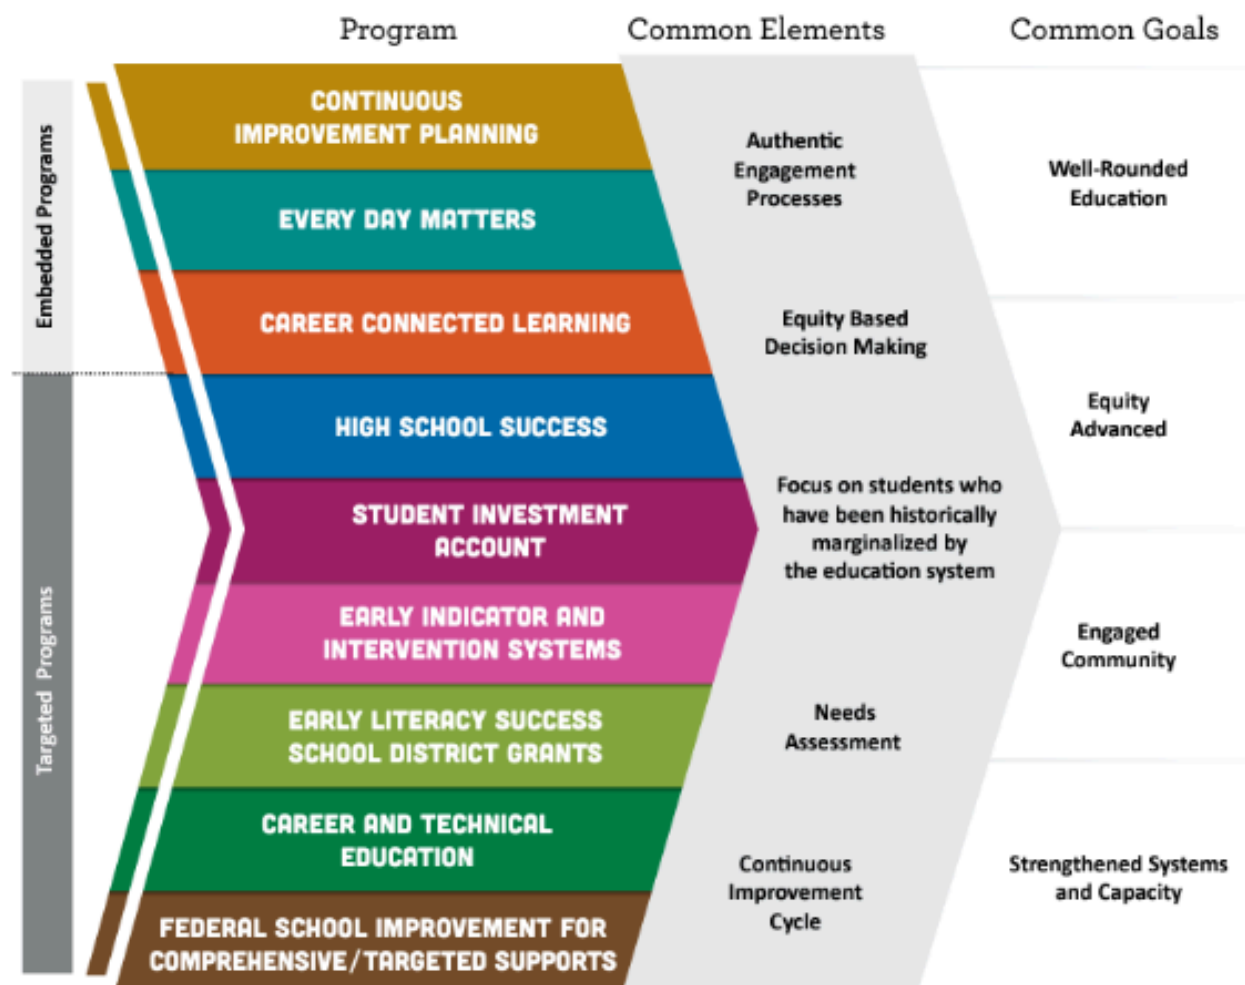 Program
Common Elements
Common Goals
Embedded Programs
Targeted Programs
CONTINUOUS
IMPROVEMENT PLANNING
EVERY DAY MATTERS
CAREER CONNECTED LEARNING
HIGH SCHOOL SUCCESS
STUDENT INVESTMENT
ACCOUNT
EARLY INDICATOR AND
INTERVENTION SYSTEMS
EARLY LITERACY SUCCESS
SCHOOL DISTRICT GRANTS
CAREER AND TECHNICAL
EDUCATION
FEDERAL SCHOOL IMPROVEMENT FOR
COMPREHENSIVE/TARGETED SUPPORTS
Authentic
Engagement
Processes
Equity Based
Decision Making
Focus on students who
have been historically
marginalized by
the education system
Needs
Assessment
Continuous
Improvement
Cycle
Well-Rounded
Education
Equity
Advanced
Engaged
Community
Strengthened Systems
and Capacity